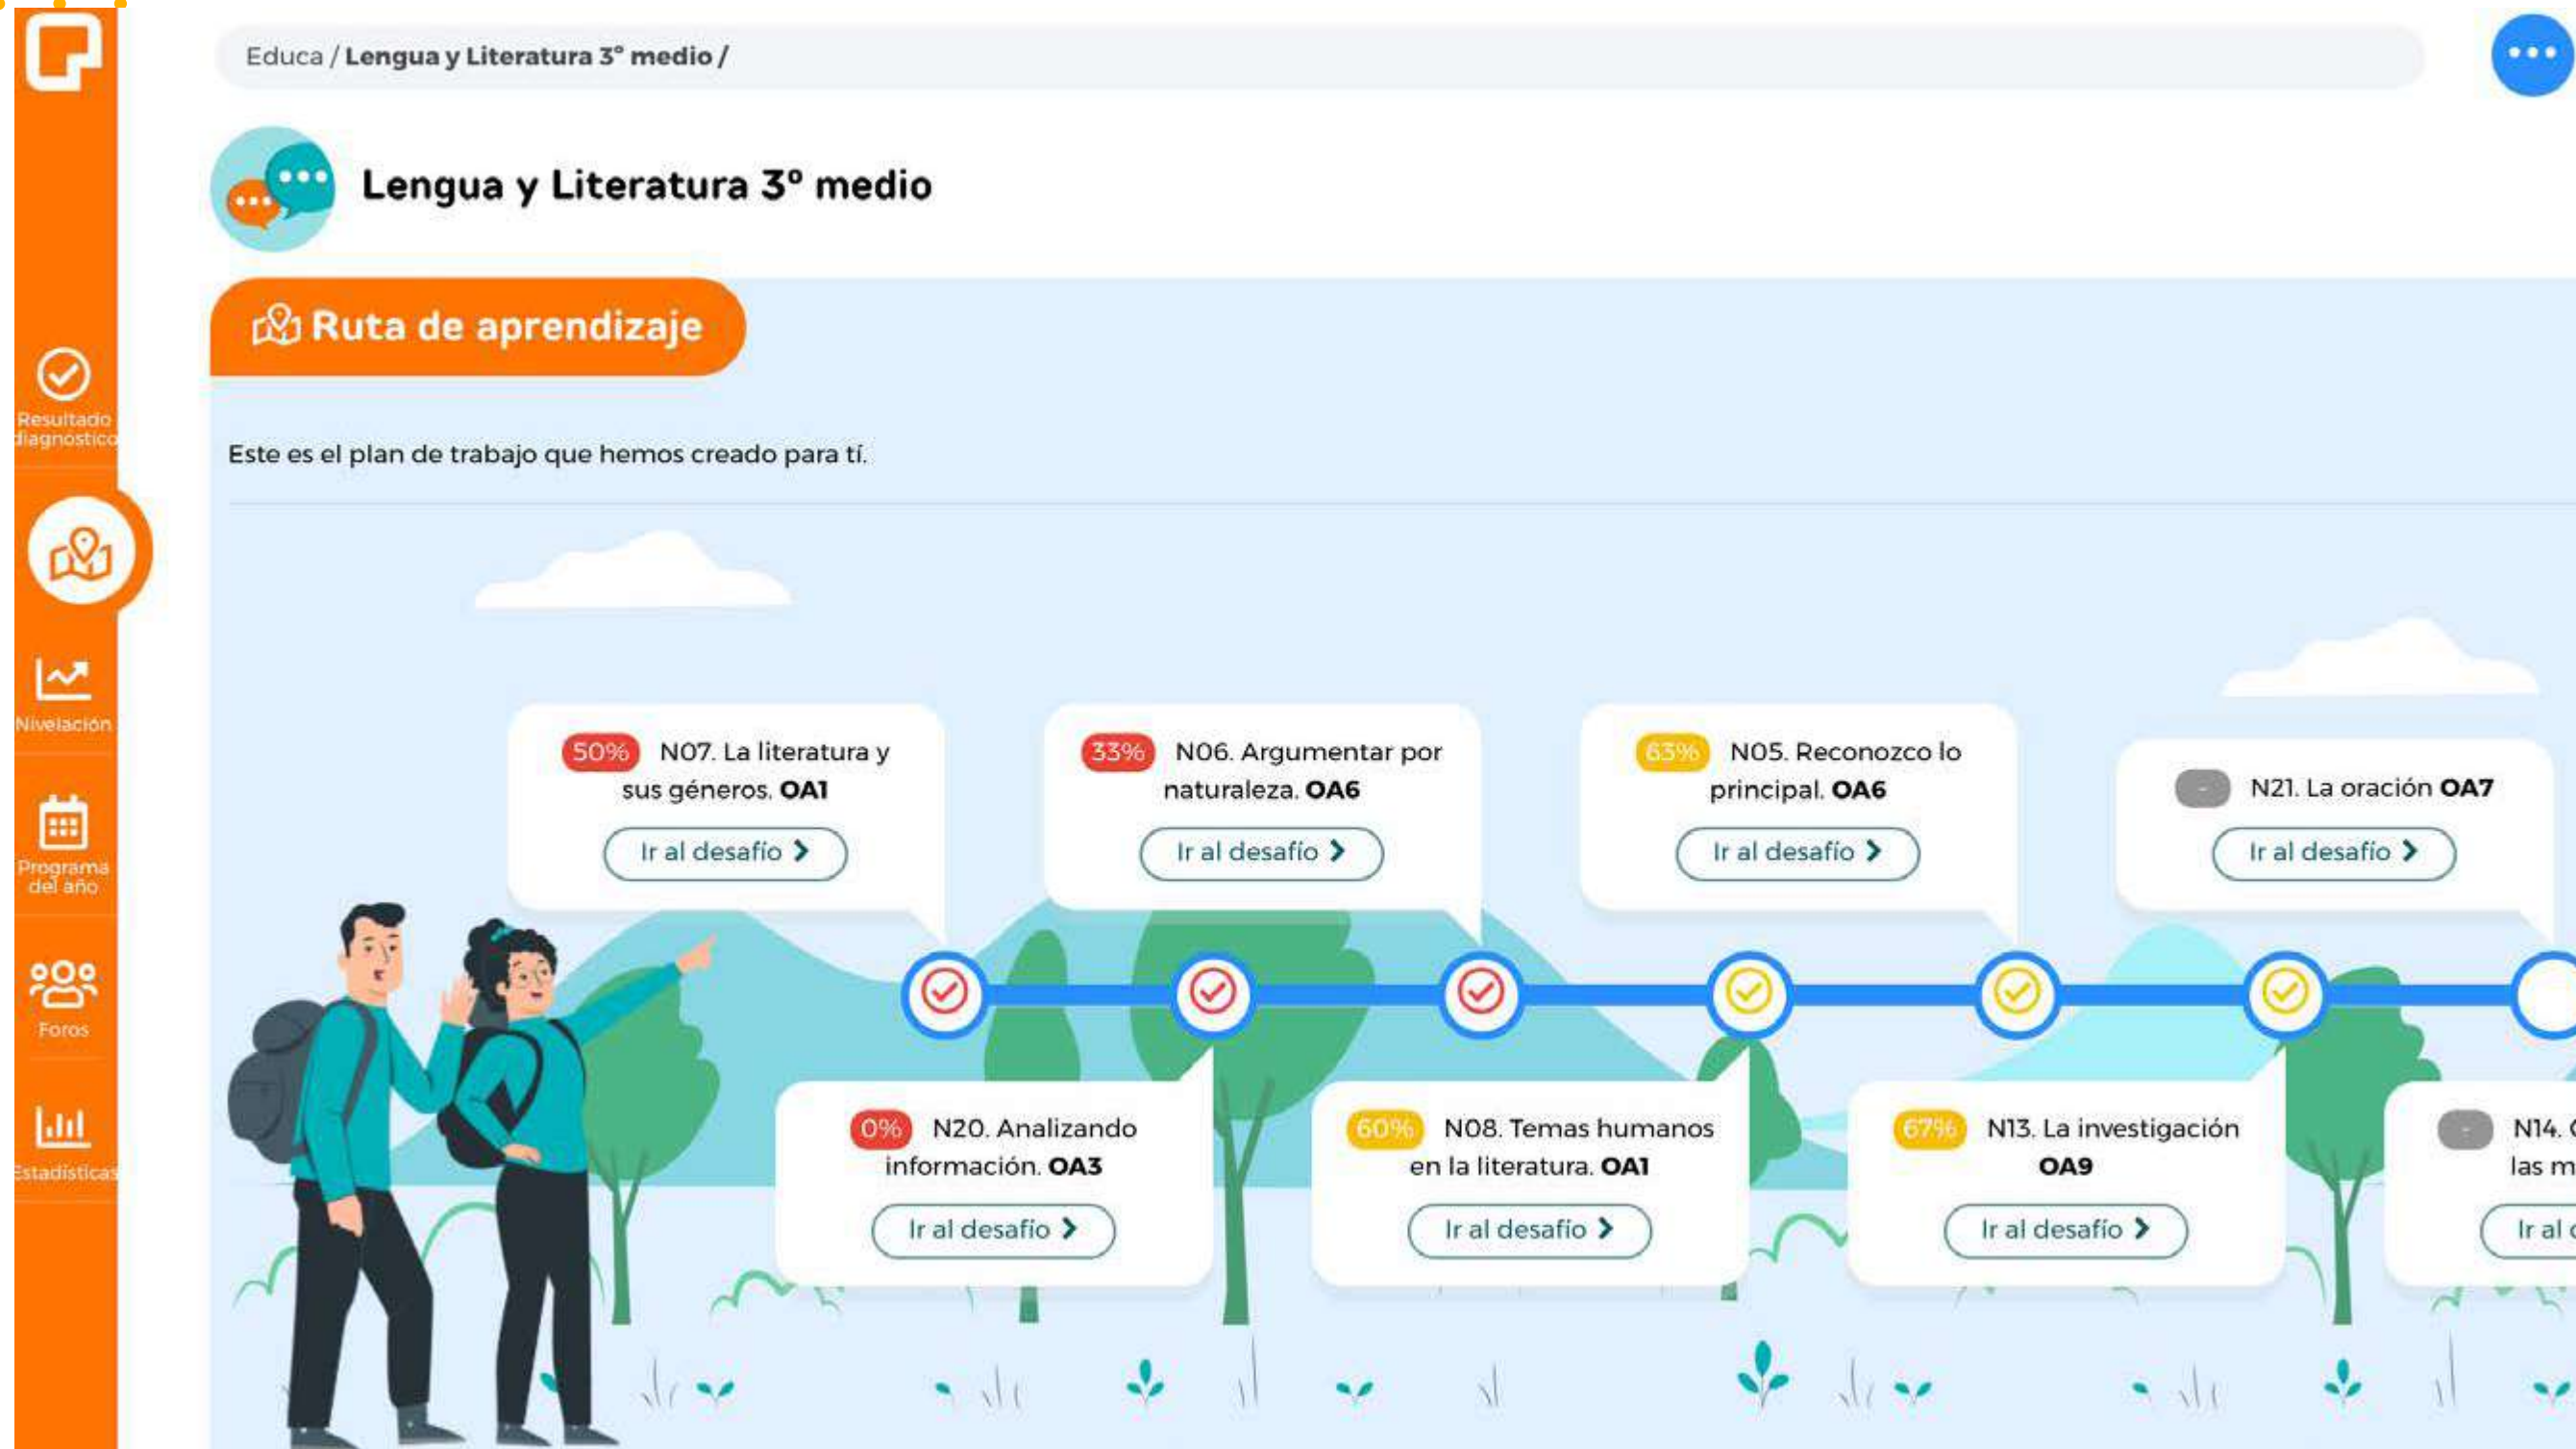 Educa / Lengua y Literatura 3º medio /
Lengua y Literatura 3º medio
Ruta de aprendizaje
Este es el plan de trabajo que hemos creado para tí.
Resultado
diagnostico
Nivelación
Programa
del año
Foros
Estadísticas
50% N07. La literatura y
sus géneros. OA1
Ir al desafío
33% N06. Argumentar por
naturaleza. OA6
Ir al desafío
63% N05. Reconozco lo
principal. OA6
Ir al desafío
- N21. La oración OA7
Ir al desafío
0% N20. Analizando
información. OA3
Ir al desafío
60% N08. Temas humanos
en la literatura. OA1
Ir al desafío
67% N13. La investigación
OA9
Ir al desafío
- N14.
las
Ir al